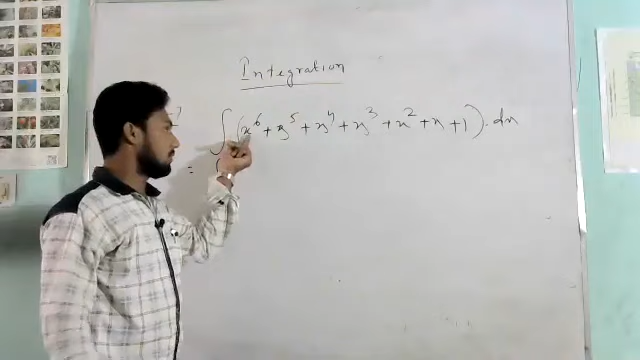 Integration
?
∫(x⁶ + x⁵ + x⁴ + x³ + x² + x + 1) · dx
= (